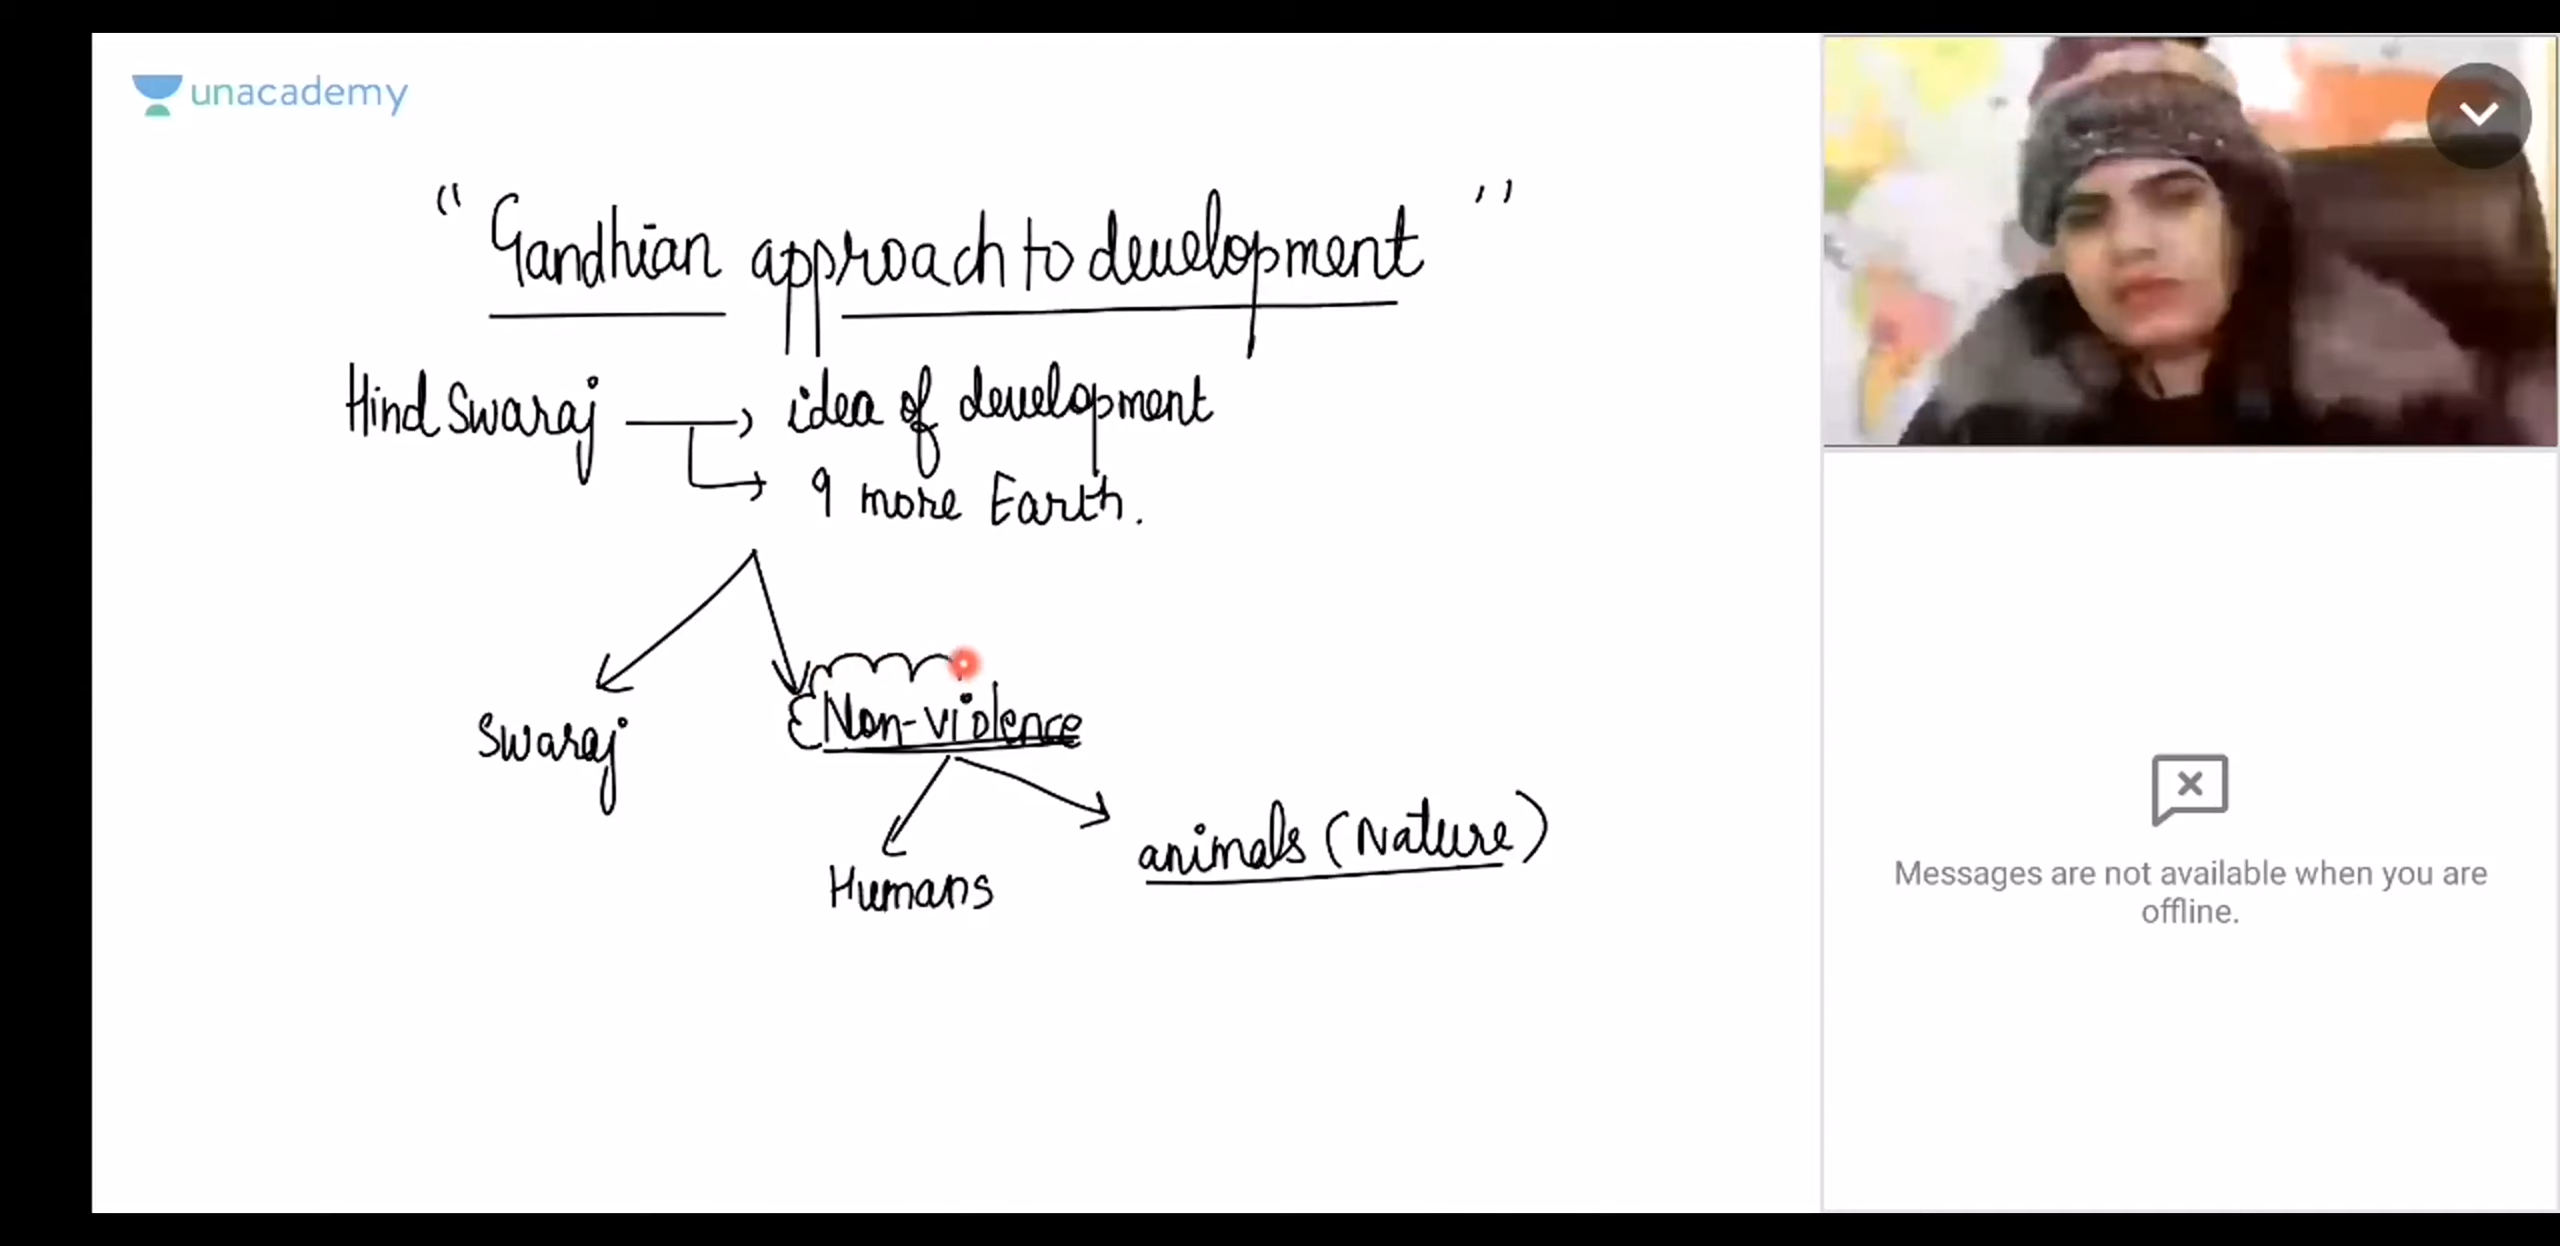 unacademy
" Gandhian approach to development "
Hind Swaraj → idea of development
→ 9 more Earth.
Swaraj
Non-violence
Humans
animals (Nature)
Messages are not available when you are
offline.